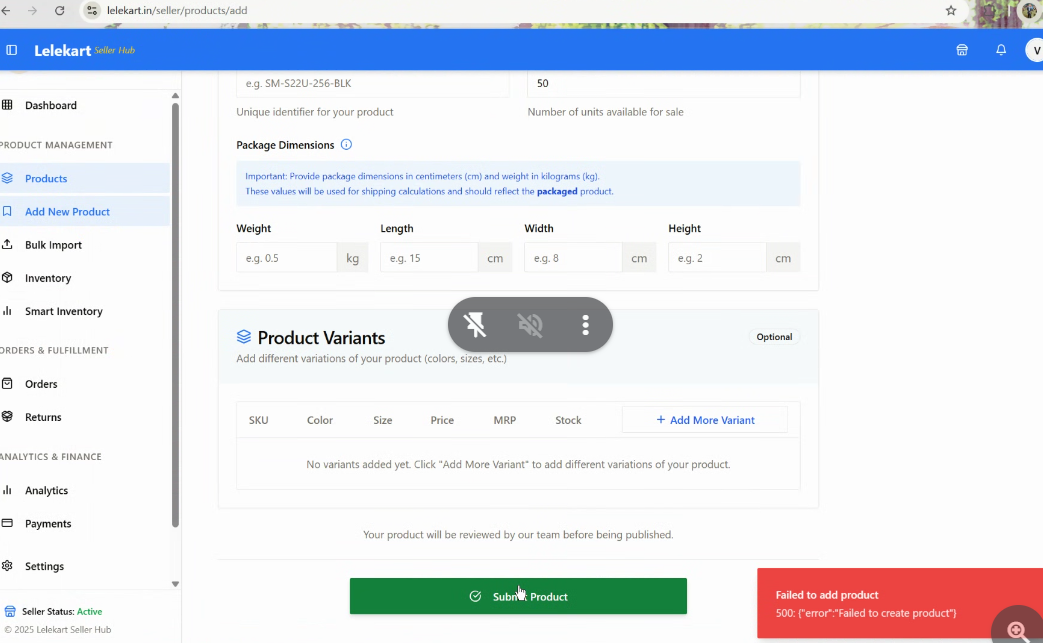 lelekart.in/seller/products/add
Lelekart Seller Hub
V
Dashboard
PRODUCT MANAGEMENT
Products
Add New Product
Bulk Import
Inventory
Smart Inventory
ORDERS & FULFILLMENT
Orders
Returns
ANALYTICS & FINANCE
Analytics
Payments
Settings
Seller Status: Active
© 2025 Lelekart Seller Hub
e.g. SM-S22U-256-BLK
50
Unique identifier for your product
Number of units available for sale
Package Dimensions
Important: Provide package dimensions in centimeters (cm) and weight in kilograms (kg).
These values will be used for shipping calculations and should reflect the packaged product.
Weight Length Width Height
e.g. 0.5 kg e.g. 15 cm e.g. 8 cm e.g. 2 cm
Product Variants
Optional
Add different variations of your product (colors, sizes, etc.)
SKU Color Size Price MRP Stock + Add More Variant
No variants added yet. Click "Add More Variant" to add different variations of your product.
Your product will be reviewed by our team before being published.
Submit Product
Failed to add product
500: {"error":"Failed to create product"}